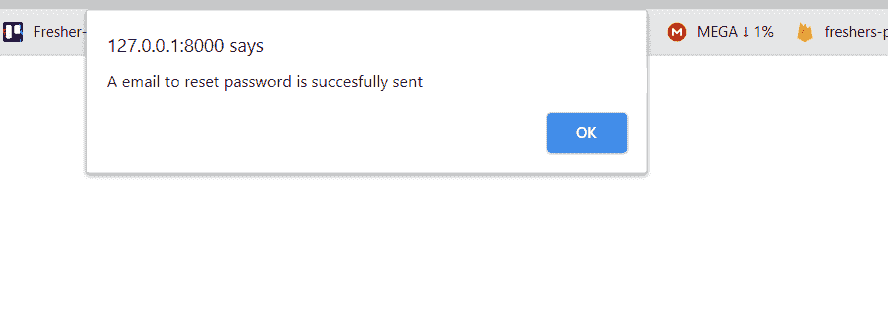 Fresher-
127.0.0.1:8000 says
MEGA ↓ 1%
freshers-p
A email to reset password is succesfully sent
OK